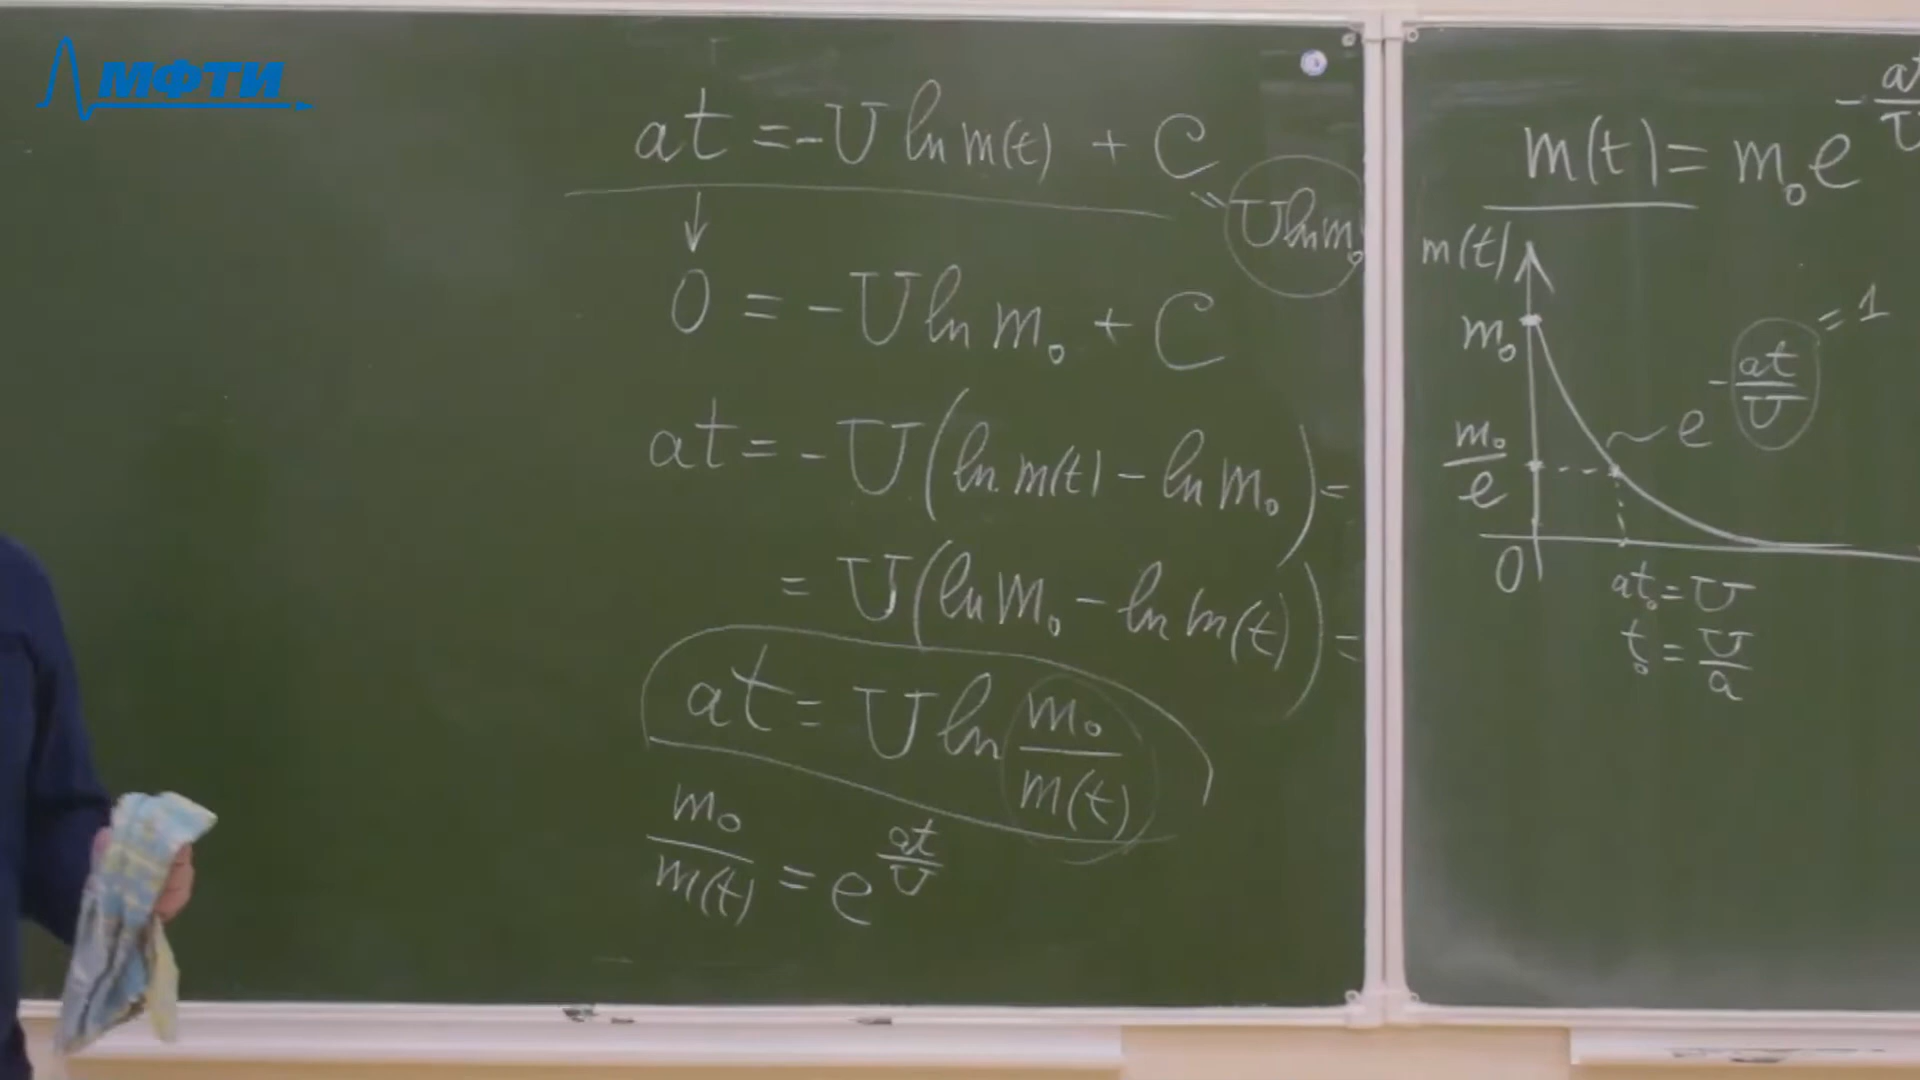 МФТИ
at = -U ln m(t) + C
= U ln m₀
0 = -U ln m₀ + C
at = -U(ln m(t) - ln m₀) =
= U(ln m₀ - ln m(t)) =
at = U ln m₀/m(t)
m₀/m(t) = e^(at/U)
m(t) = m₀e^(-at/U)
m(t)
m₀
e^(-at/U) = 1
m₀/e
0
at₀ = U
t₀ = U/a